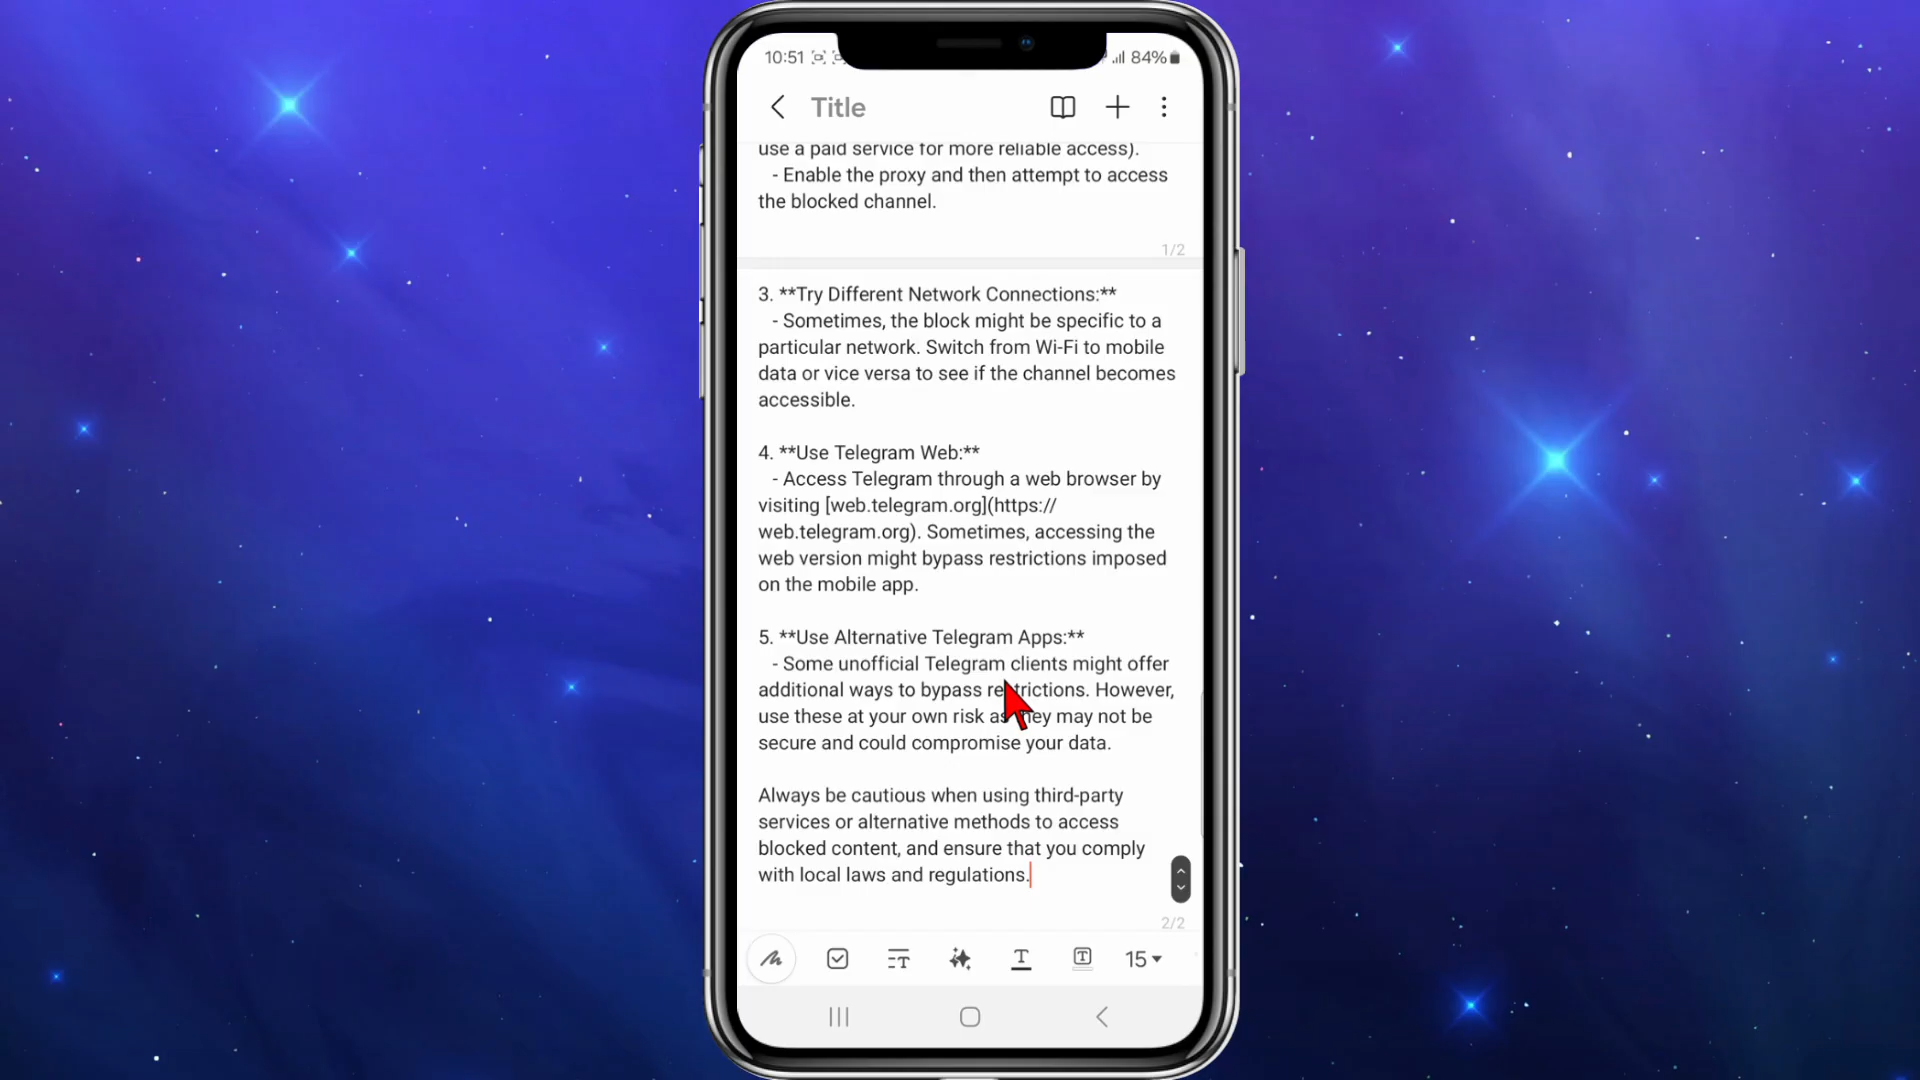 10:51
84%
Title
use a paid service for more reliable access).
- Enable the proxy and then attempt to access
the blocked channel.
1/2
3. **Try Different Network Connections:**
- Sometimes, the block might be specific to a
particular network. Switch from Wi-Fi to mobile
data or vice versa to see if the channel becomes
accessible.
4. **Use Telegram Web:**
- Access Telegram through a web browser by
visiting [web.telegram.org](https://
web.telegram.org). Sometimes, accessing the
web version might bypass restrictions imposed
on the mobile app.
5. **Use Alternative Telegram Apps:**
- Some unofficial Telegram clients might offer
additional ways to bypass restrictions. However,
use these at your own risk as they may not be
secure and could compromise your data.
Always be cautious when using third-party
services or alternative methods to access
blocked content, and ensure that you comply
with local laws and regulations.
2/2
15